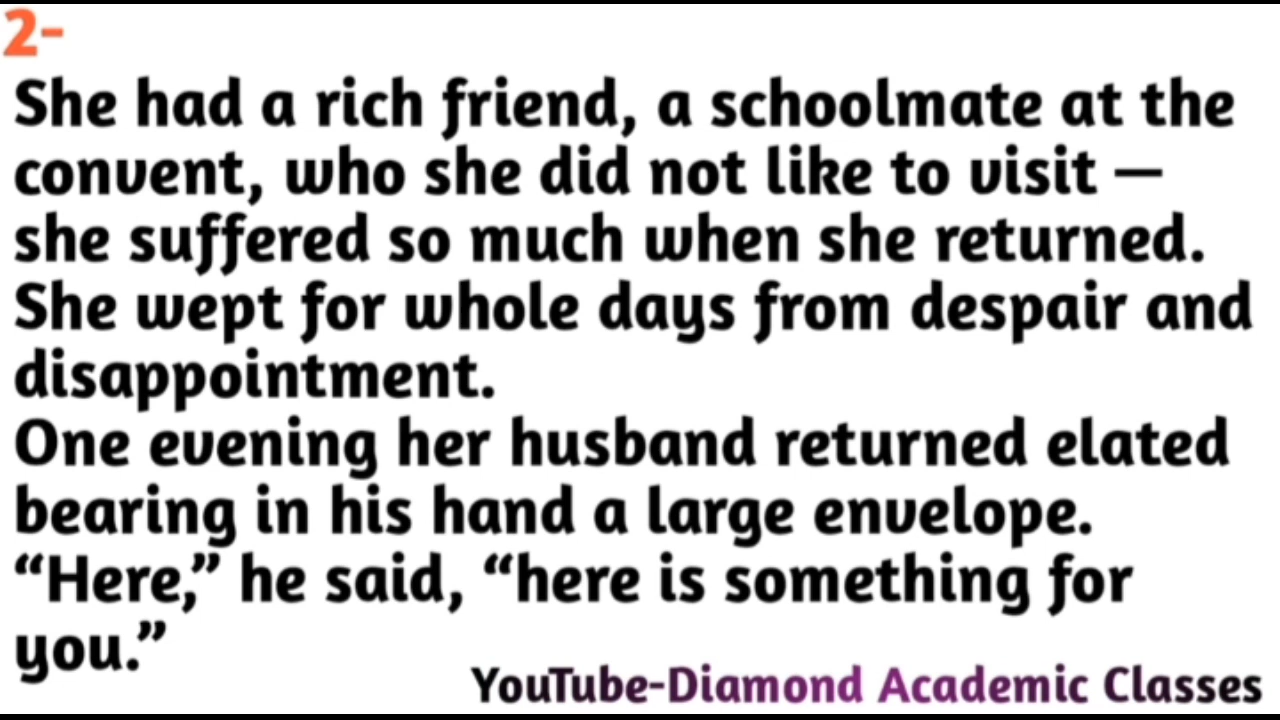 2-
She had a rich friend, a schoolmate at the
convent, who she did not like to visit —
she suffered so much when she returned.
She wept for whole days from despair and
disappointment.
One evening her husband returned elated
bearing in his hand a large envelope.
“Here,” he said, “here is something for
you.”
YouTube-Diamond Academic Classes